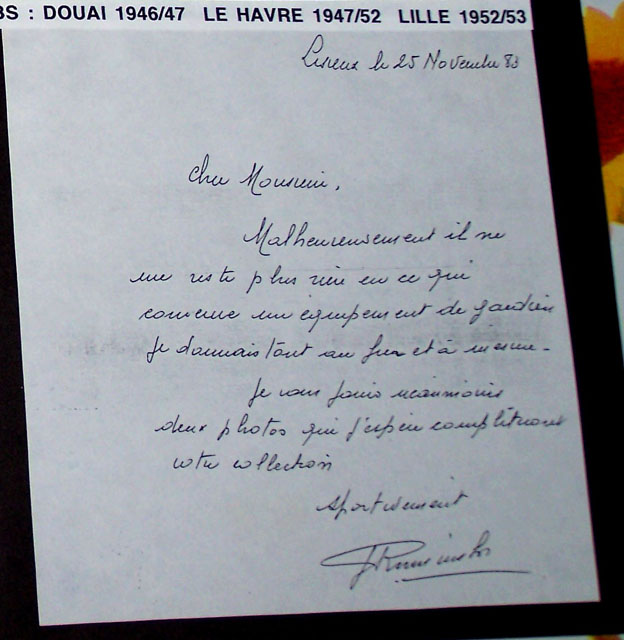 BS : DOUAI 1946/47 LE HAVRE 1947/52 LILLE 1952/53
Lisieux le 25 Novembre 83
Cher Monsieur,
Malheureusement il ne
me reste plus rien en ce qui
concerne un équipement de gardien
Je donnais tout au fur et à mesure.
Je vous joins néanmoins
deux photos qui j'espère complèteront
votre collection
Sportivement